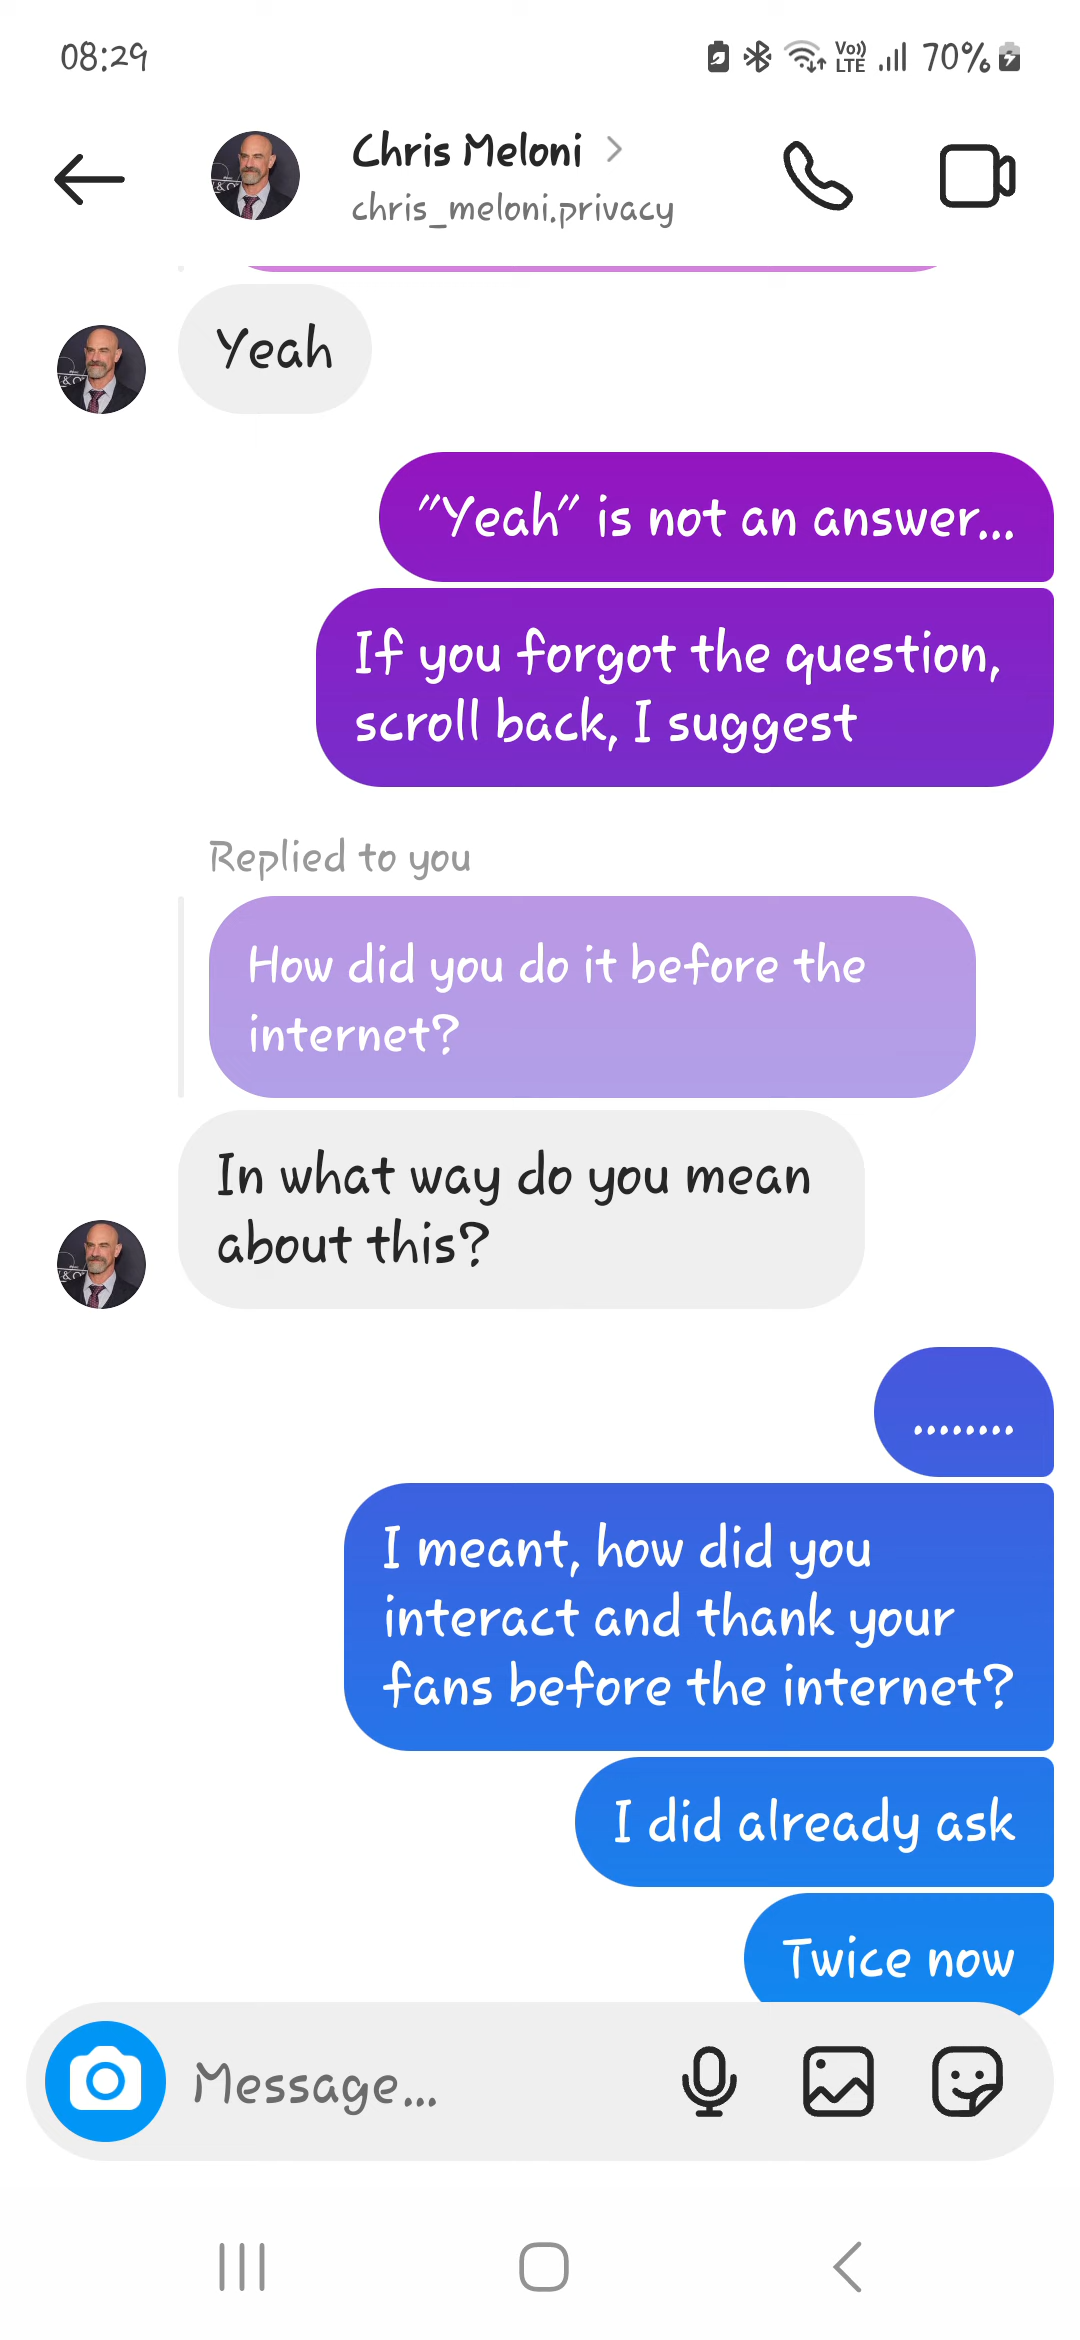 08:29
Vo))
LTE
70%
Chris Meloni
chris_meloni.privacy
Yeah
"Yeah" is not an answer...
If you forgot the question,
scroll back, I suggest
Replied to you
How did you do it before the
internet?
In what way do you mean
about this?
........
I meant, how did you
interact and thank your
fans before the internet?
I did already ask
Twice now
Message...